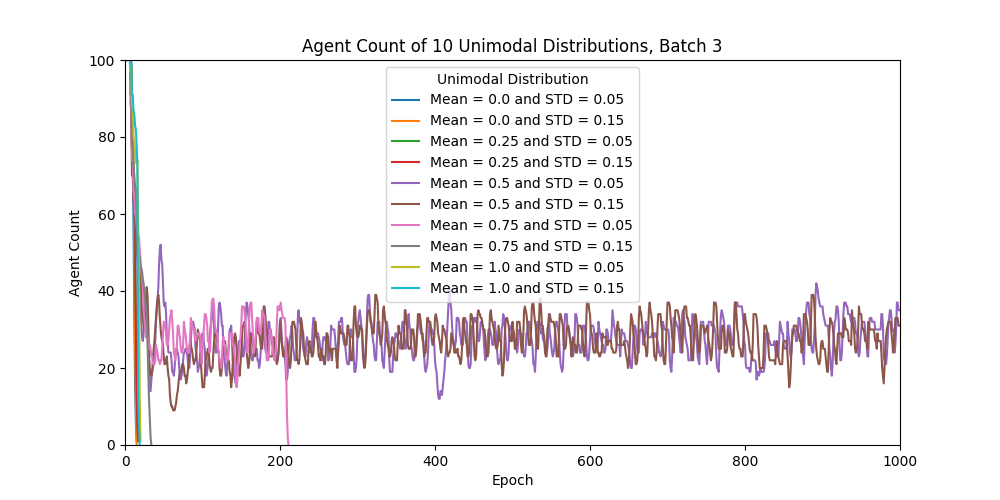 Agent Count of 10 Unimodal Distributions, Batch 3
100
80
60
40
20
0
Agent Count
Unimodal Distribution
Mean = 0.0 and STD = 0.05
Mean = 0.0 and STD = 0.15
Mean = 0.25 and STD = 0.05
Mean = 0.25 and STD = 0.15
Mean = 0.5 and STD = 0.05
Mean = 0.5 and STD = 0.15
Mean = 0.75 and STD = 0.05
Mean = 0.75 and STD = 0.15
Mean = 1.0 and STD = 0.05
Mean = 1.0 and STD = 0.15
0 200 400 600 800 1000
Epoch